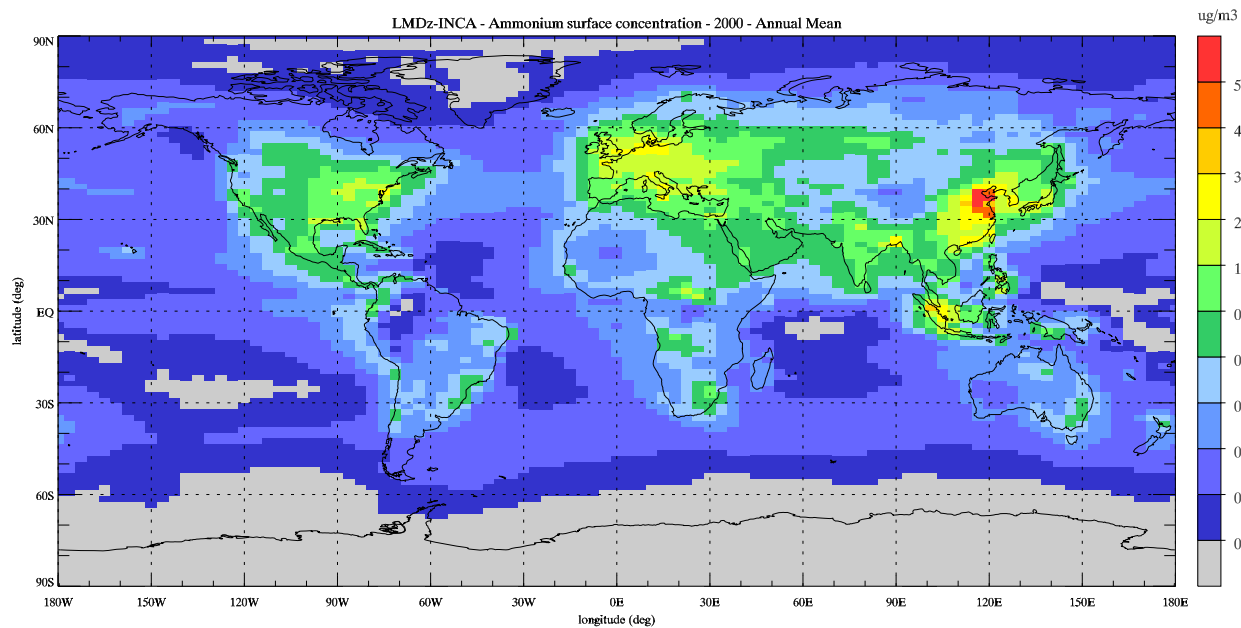 LMDz-INCA - Ammonium surface concentration - 2000 - Annual Mean
ug/m3
90N
60N
30N
EQ
30S
60S
90S
latitude (deg)
180W 150W 120W 90W 60W 30W 0E 30E 60E 90E 120E 150E 180E
longitude (deg)
5
4
3
2
1
0
0
0
0
0
0